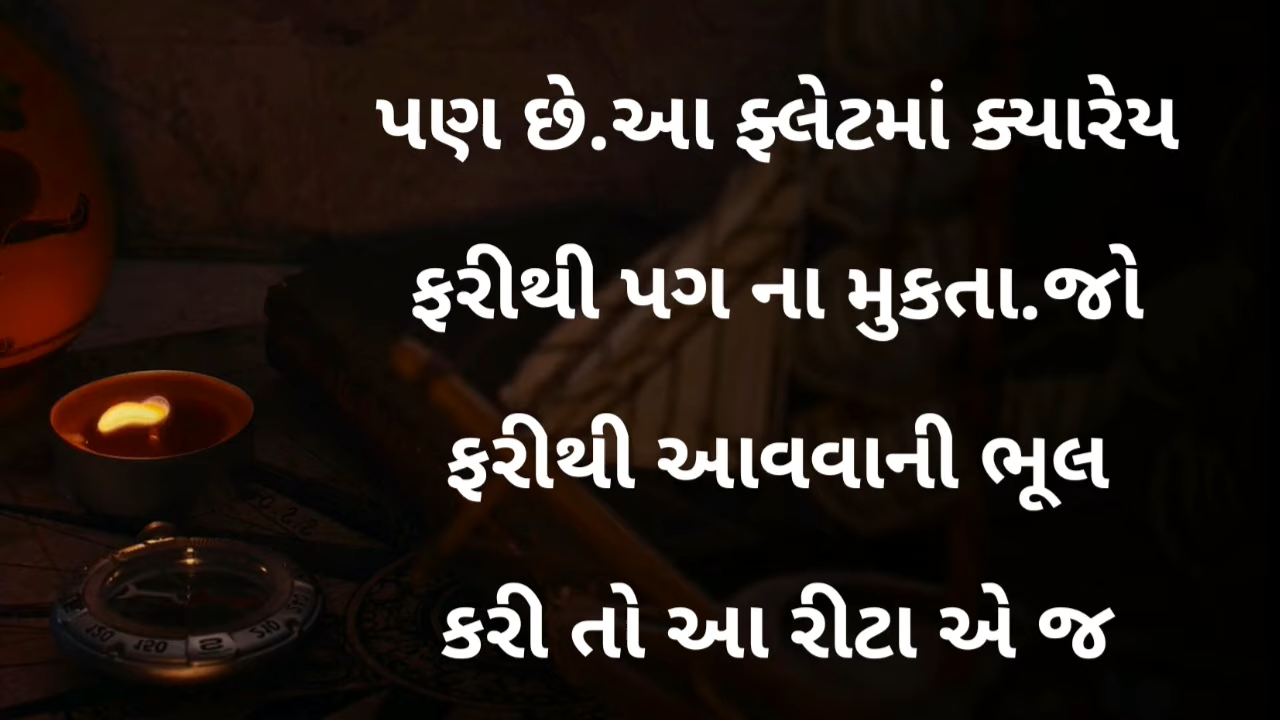 પણ છે.આ ફ્લેટમાં ક્યારેય
ફરીથી પગ ના મુકતા.જો
ફરીથી આવવાની ભૂલ
કરી તો આ રીટા એ જ